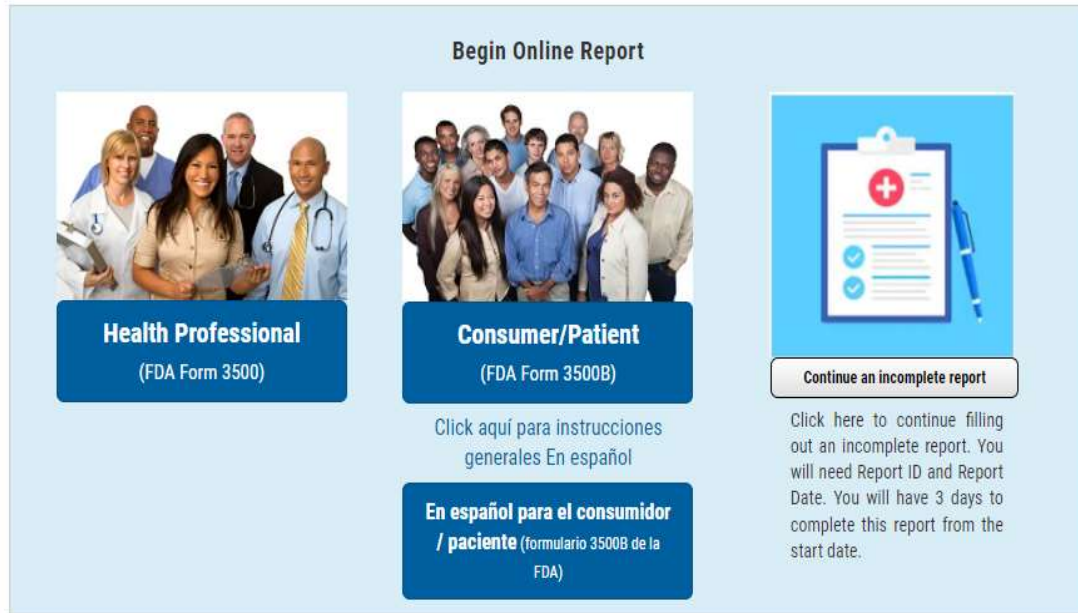 Begin Online Report
Health Professional
(FDA Form 3500)
Consumer/Patient
(FDA Form 3500B)
Click aquí para instrucciones
generales En español
En español para el consumidor
/ paciente (formulario 3500B de la
FDA)
Continue an incomplete report
Click here to continue filling
out an incomplete report. You
will need Report ID and Report
Date. You will have 3 days to
complete this report from the
start date.